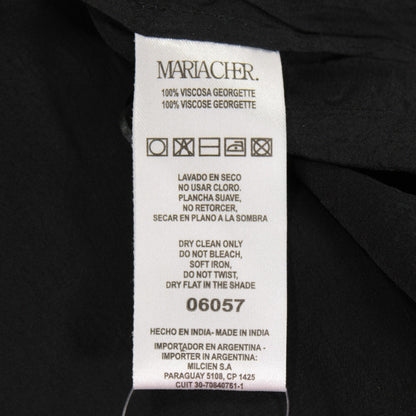 MARIACHER.
100% VISCOSA GEORGETTE
100% VISCOSE GEORGETTE
LAVADO EN SECO
NO USAR CLORO.
PLANCHA SUAVE,
NO RETORCER,
SECAR EN PLANO A LA SOMBRA
DRY CLEAN ONLY
DO NOT BLEACH,
SOFT IRON,
DO NOT TWIST,
DRY FLAT IN THE SHADE
06057
HECHO EN INDIA- MADE IN INDIA
IMPORTADOR EN ARGENTINA -
IMPORTER IN ARGENTINA:
MILCIEN S.A
PARAGUAY 5108, CP 1425
CUIT 30-70840761-1